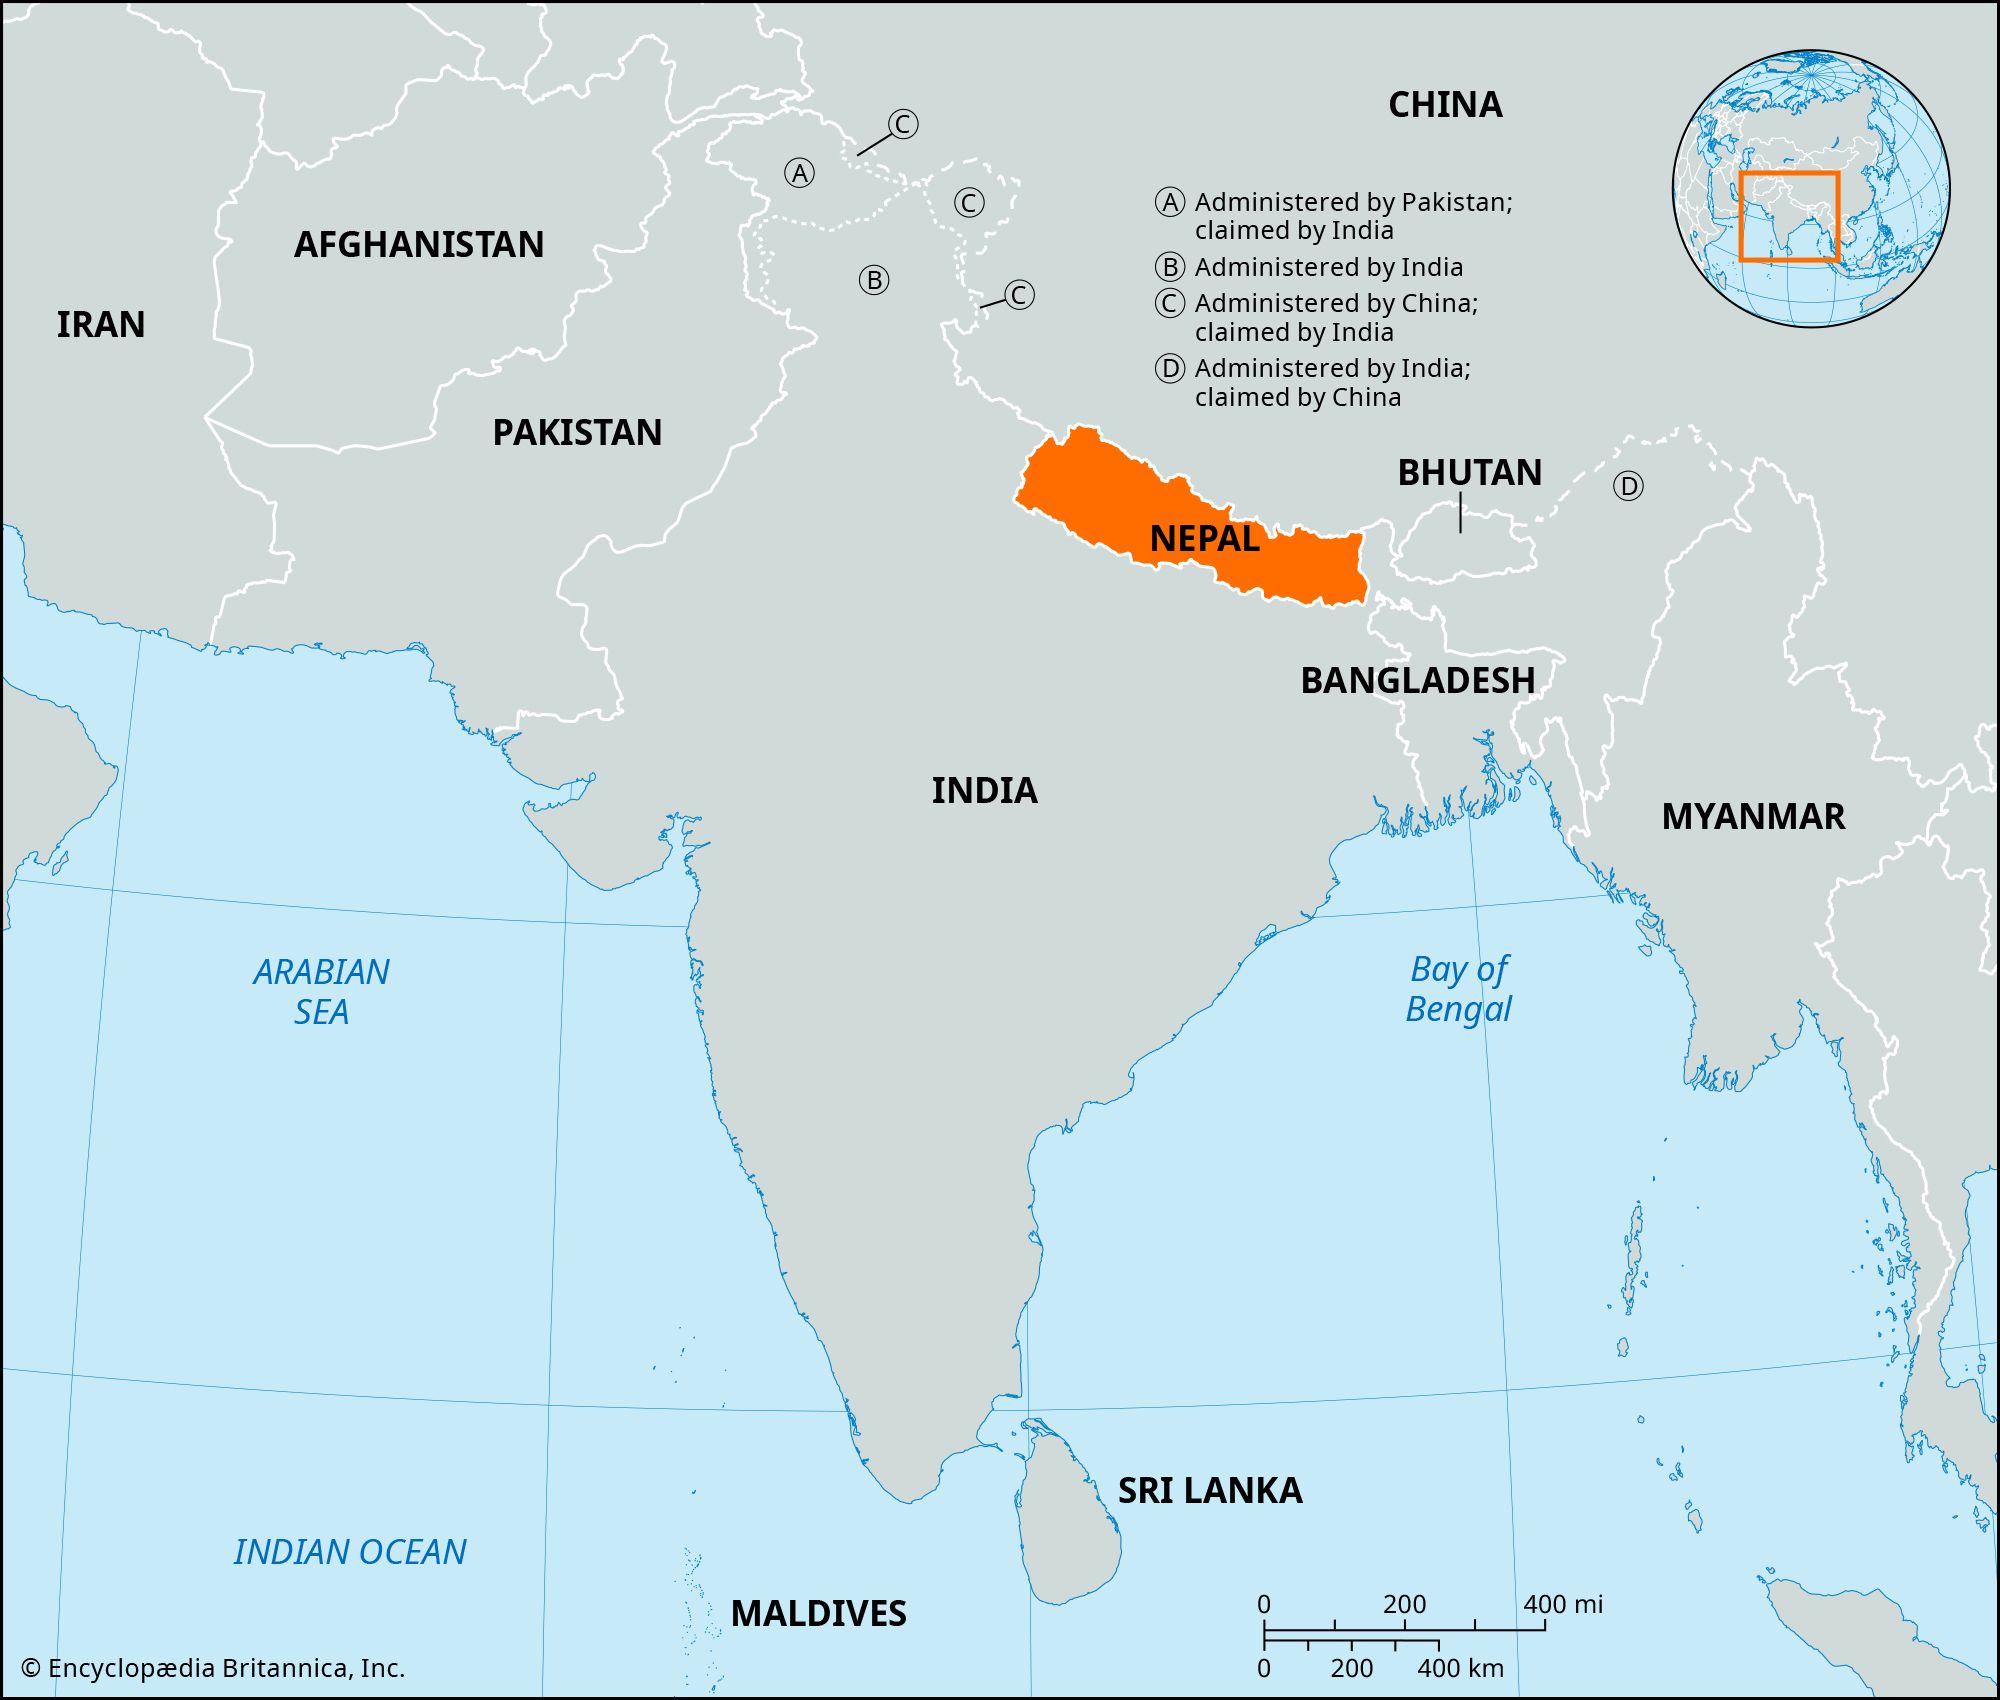 CHINA
Ⓒ
Ⓐ
Ⓒ
Ⓐ Administered by Pakistan;
claimed by India
AFGHANISTAN
Ⓑ
Ⓑ Administered by India
Ⓒ
Ⓒ Administered by China;
claimed by India
IRAN
Ⓓ Administered by India;
claimed by China
PAKISTAN
BHUTAN
Ⓓ
NEPAL
BANGLADESH
INDIA
MYANMAR
ARABIAN
SEA
Bay of
Bengal
SRI LANKA
INDIAN OCEAN
MALDIVES
0 200 400 mi
0 200 400 km
© Encyclopædia Britannica, Inc.